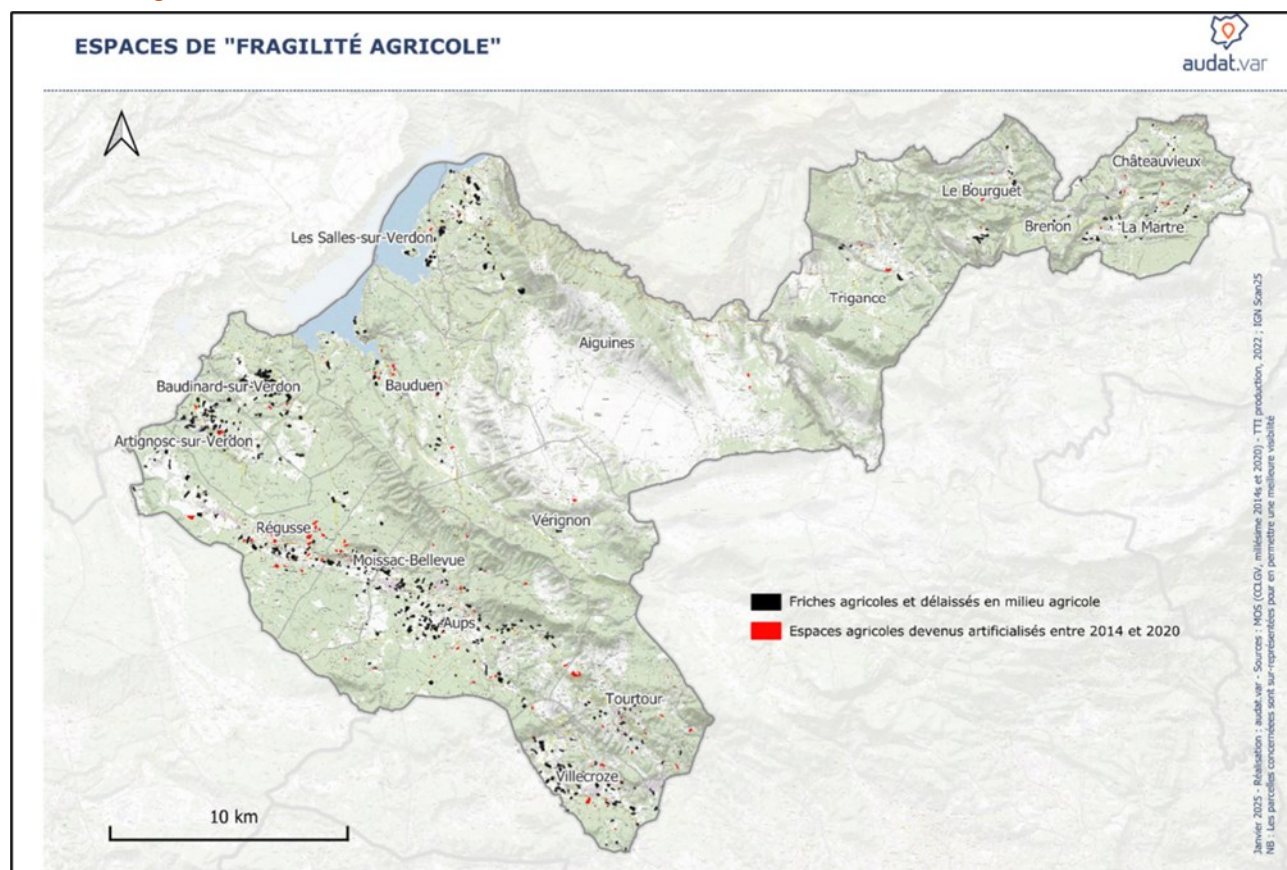 ESPACES DE "FRAGILITÉ AGRICOLE"
audat.var
Châteauvieux
Le Bourguet
Brenon
La Martre
Les Salles-sur-Verdon
Trigance
Aiguines
Baudinard-sur-Verdon
Bauduen
Artignosc-sur-Verdon
Régusse
Vérignon
Moissac-Bellevue
Aups
Tourtour
Villecroze
Friches agricoles et délaissés en milieu agricole
Espaces agricoles devenus artificialisés entre 2014 et 2020
10 km
Janvier 2025 - Réalisation : audat.var - Sources : MOS (CCLGV, millésime 2014s et 2020) - TTI production, 2022 ; IGN Scan25
NB : Les parcelles concernées sont sur-représentées pour en permettre une meilleure visibilité